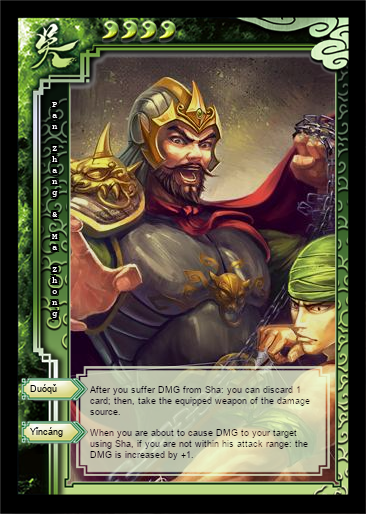 吴
Pan Zhang & Ma Zhong
Duóqǔ
After you suffer DMG from Sha: you can discard 1
card; then, take the equipped weapon of the damage
source.
Yǐncáng
When you are about to cause DMG to your target
using Sha, if you are not within his attack range: the
DMG is increased by +1.